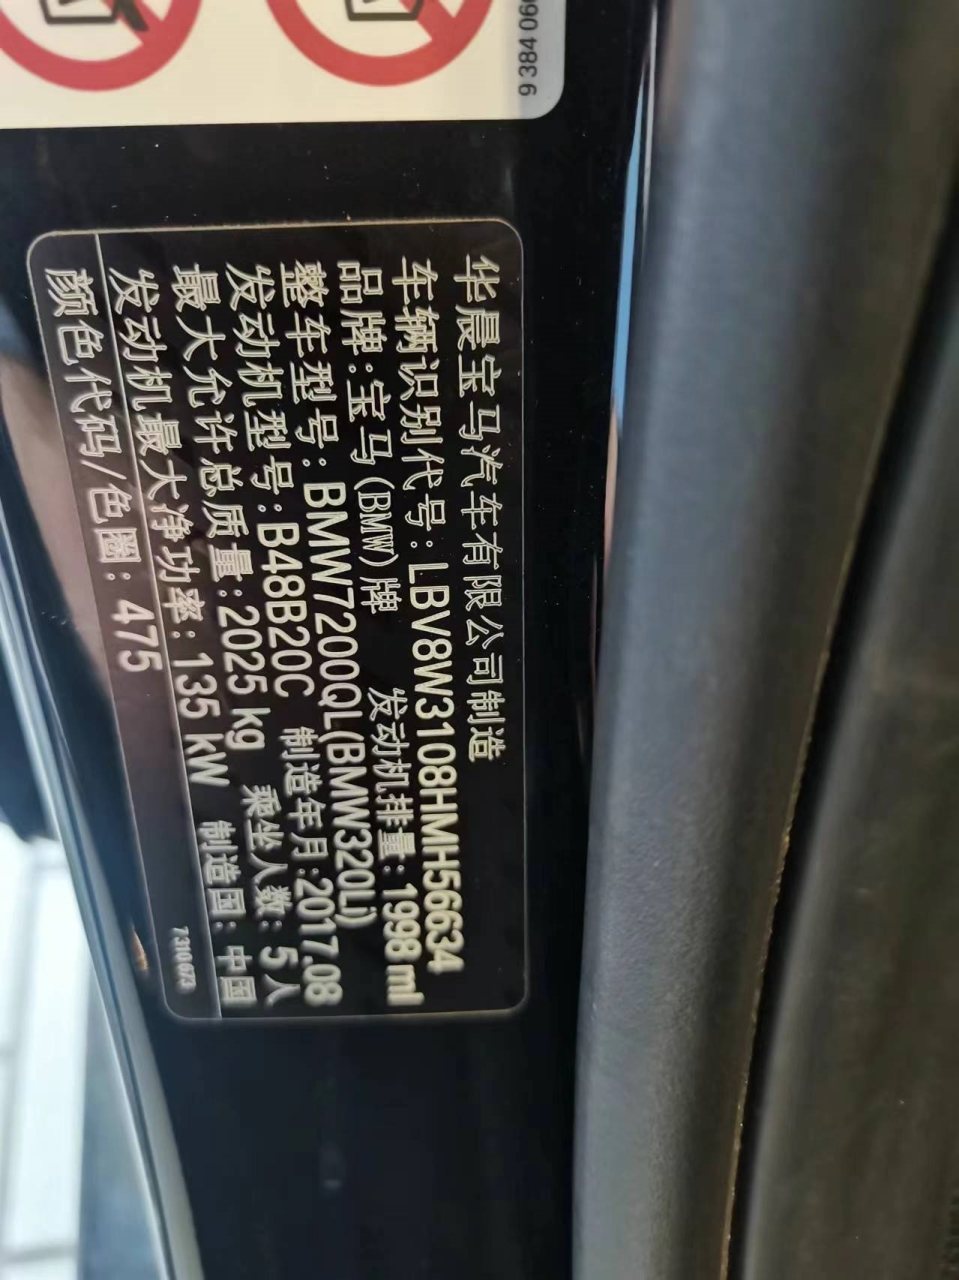 9 384 06
华晨宝马汽车有限公司制造
车辆识别代号:LBV8W3108HMH56634
品牌:宝马(BMW)牌 发动机排量:1998 ml
整车型号:BMW7200QL(BMW320Li)
发动机型号:B48B20C 制造年月:2017.08
最大允许总质量:2025 kg 乘坐人数:5人
发动机最大净功率:135 kW 制造国:中国
颜色代码/色圈:475 7310673